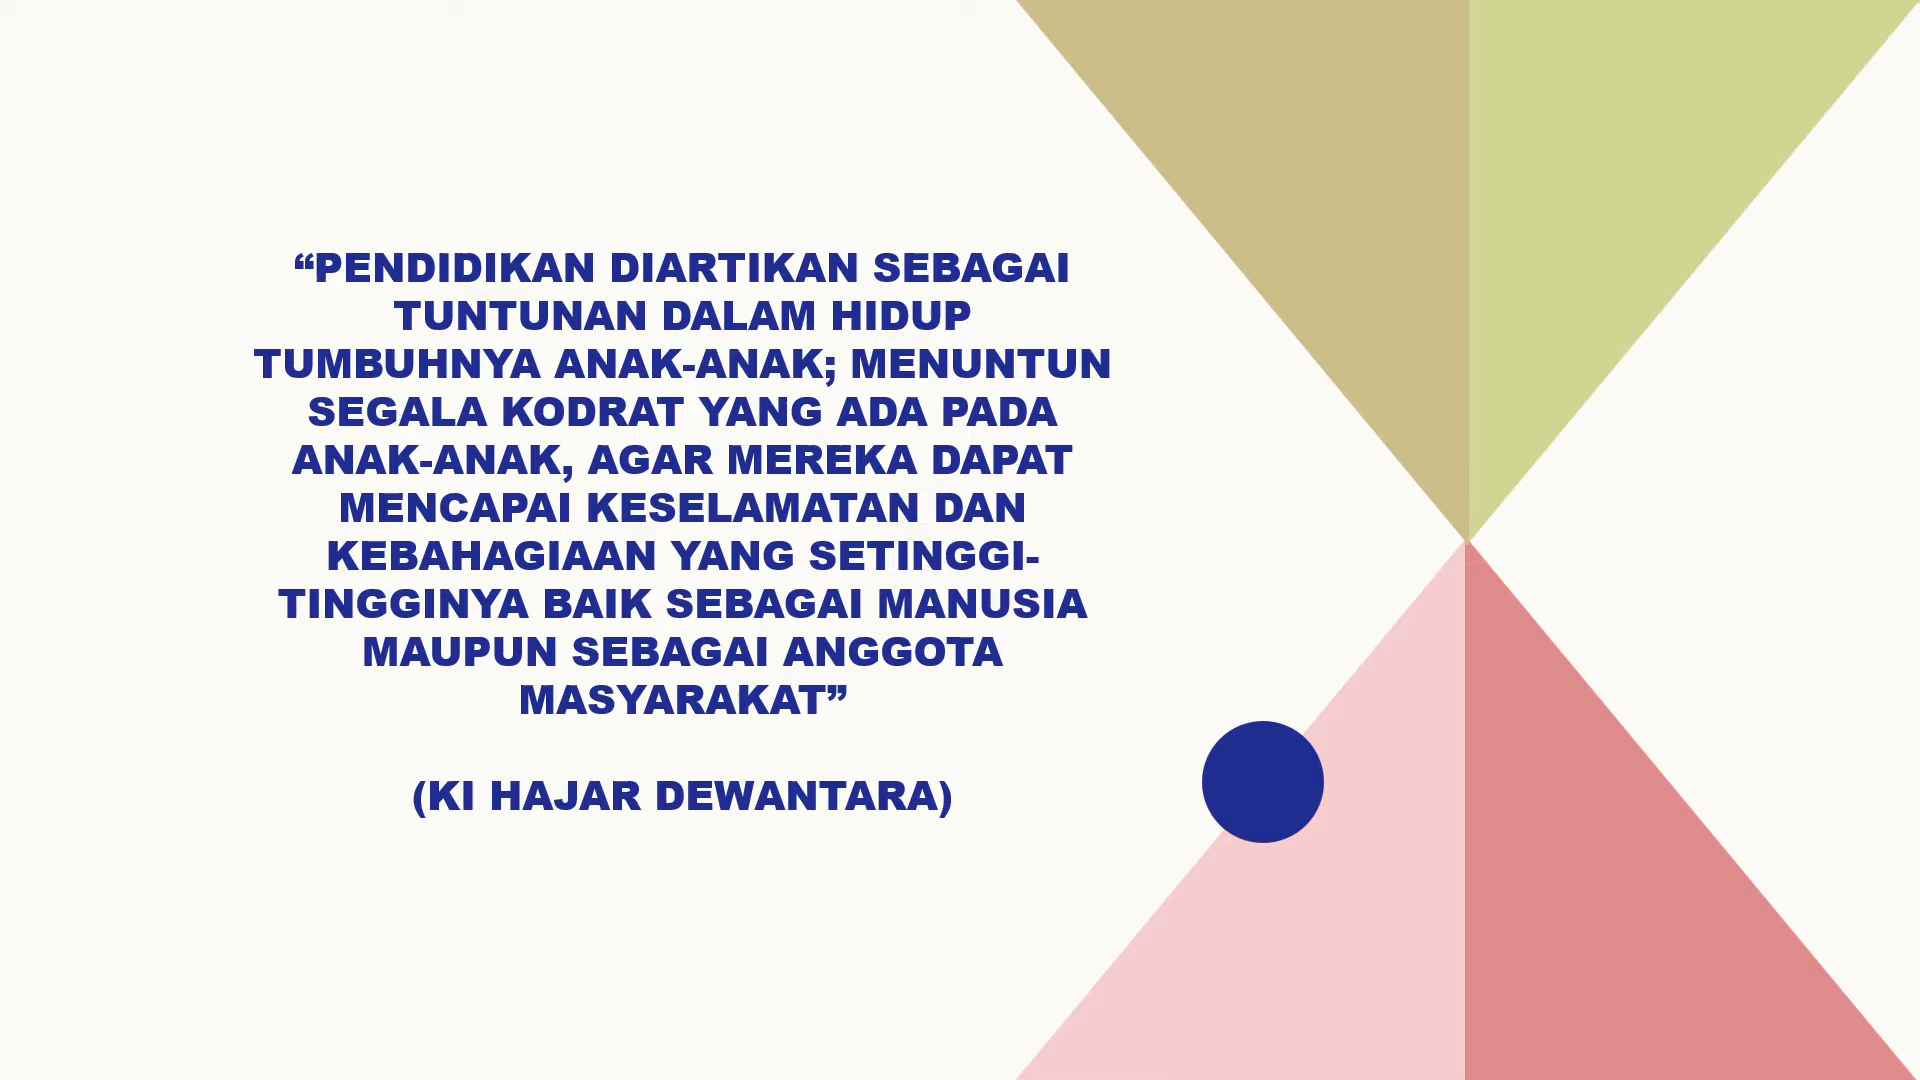 “PENDIDIKAN DIARTIKAN SEBAGAI
TUNTUNAN DALAM HIDUP
TUMBUHNYA ANAK-ANAK; MENUNTUN
SEGALA KODRAT YANG ADA PADA
ANAK-ANAK, AGAR MEREKA DAPAT
MENCAPAI KESELAMATAN DAN
KEBAHAGIAAN YANG SETINGGI-
TINGGINYA BAIK SEBAGAI MANUSIA
MAUPUN SEBAGAI ANGGOTA
MASYARAKAT”
(KI HAJAR DEWANTARA)